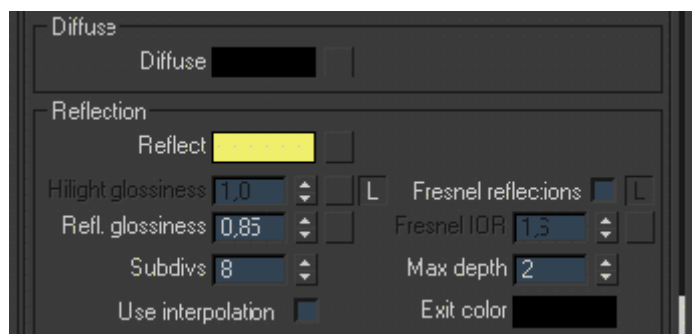 Diffuse
Diffuse
Reflection
Reflect
Hilight glossiness 1,0 L Fresnel reflections L
Refl. glossiness 0,85 Fresnel IOR 1,6
Subdivs 8 Max depth 2
Use interpolation Exit color